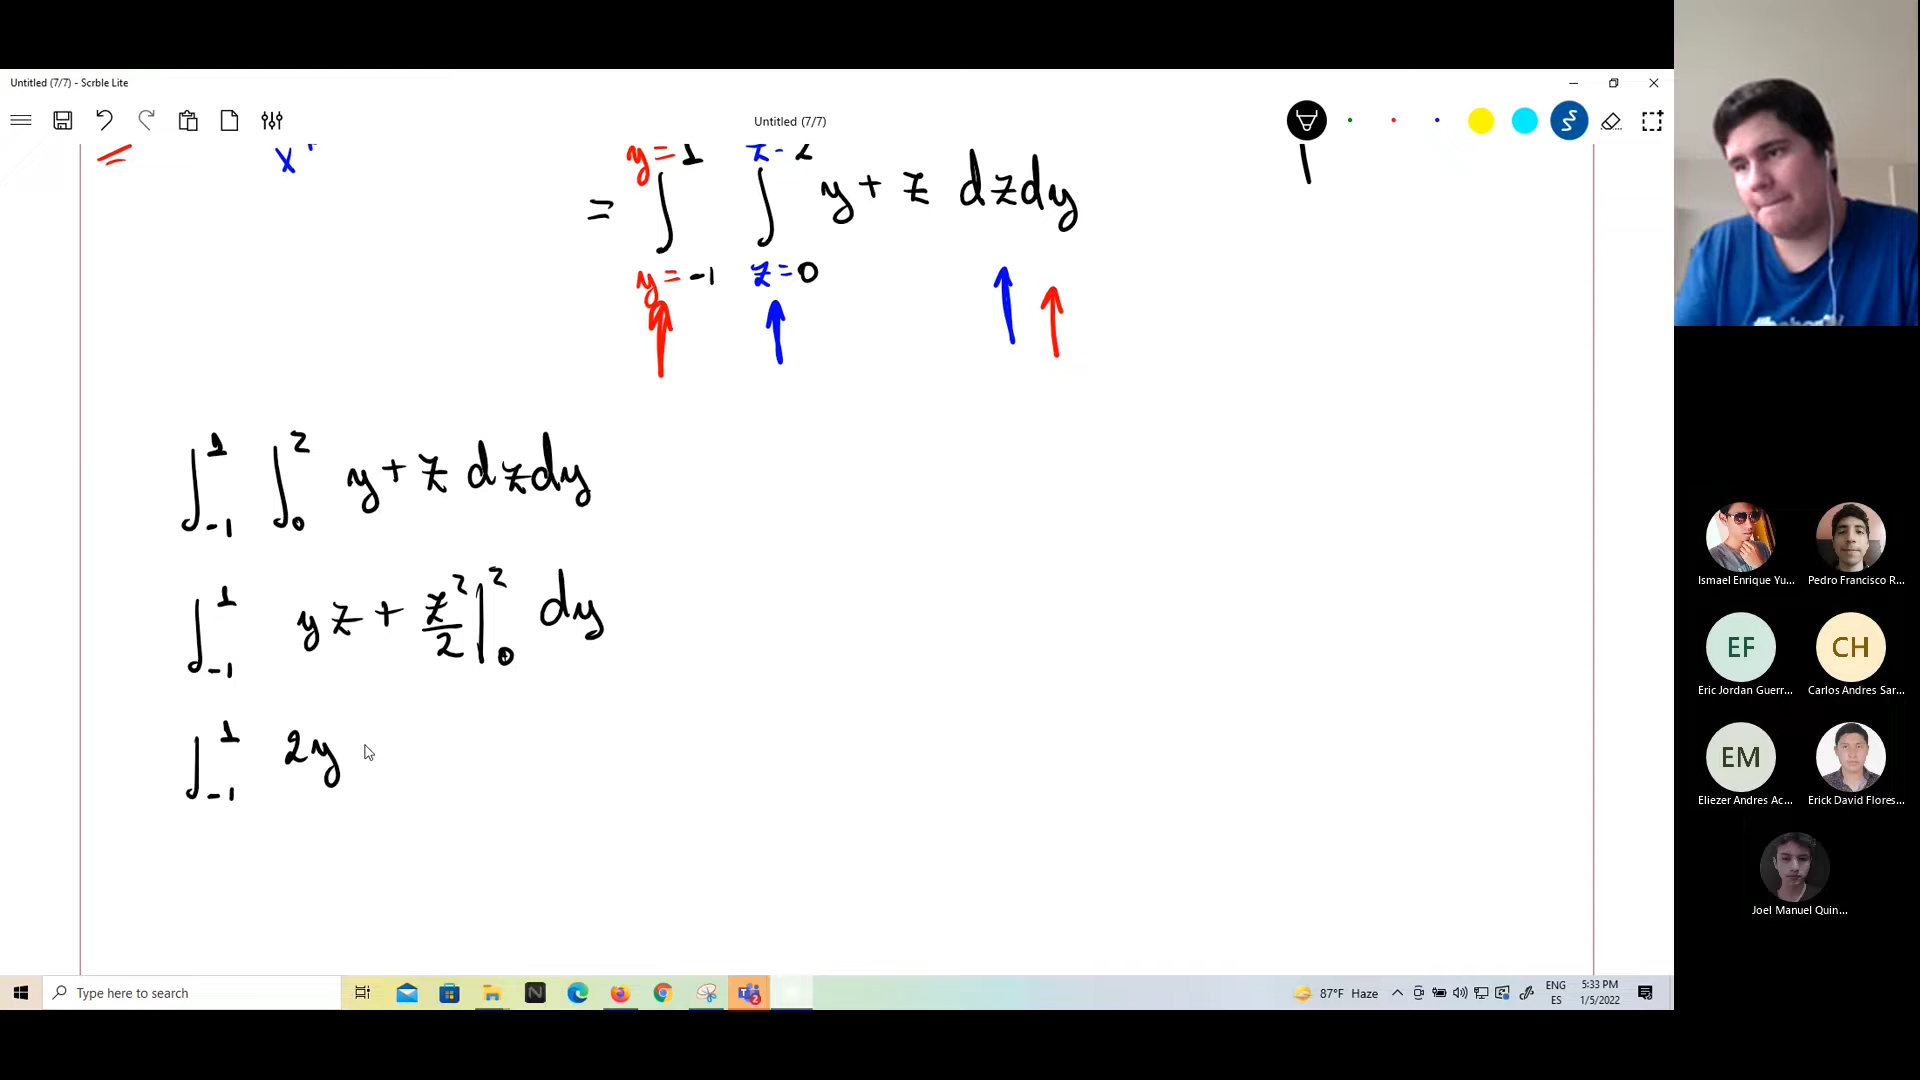 Untitled (7/7) - Scrble Lite
Untitled (7/7)
x
y = 1
z = 2
= ∫ ∫ y + z dzdy
y = -1 z = 0
∫_{-1}^{1} ∫_{0}^{2} y + z dzdy
∫_{-1}^{1} yz + z²/2 |_{0}^{2} dy
∫_{-1}^{1} 2y
Ismael Enrique Yu...
Pedro Francisco R...
EF
CH
Eric Jordan Guerr...
Carlos Andres Sar...
EM
Eliezer Andres Ac...
Erick David Flores...
Joel Manuel Quin...
Type here to search
N
2
87°F Haze
ENG
ES
5:33 PM
1/5/2022